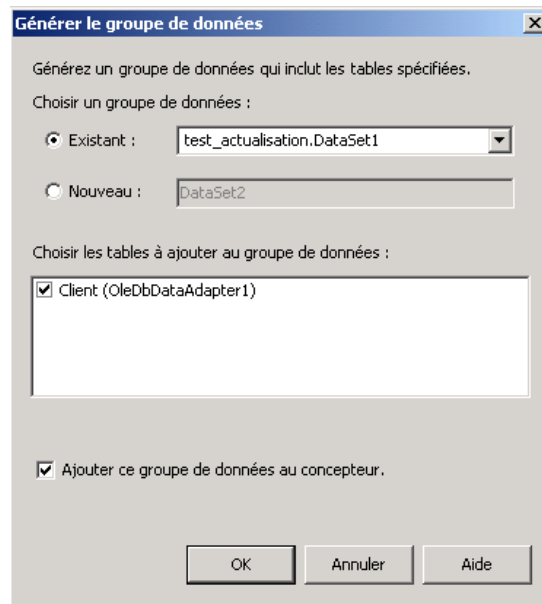 Générer le groupe de données
Générez un groupe de données qui inclut les tables spécifiées.
Choisir un groupe de données :
Existant : test_actualisation.DataSet1
Nouveau : DataSet2
Choisir les tables à ajouter au groupe de données :
Client (OleDbDataAdapter1)
Ajouter ce groupe de données au concepteur.
OK Annuler Aide